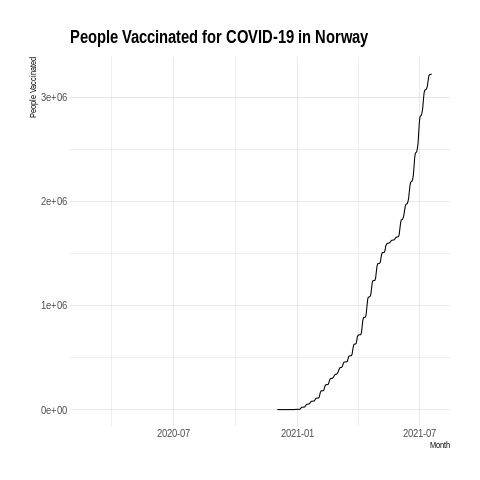 People Vaccinated for COVID-19 in Norway
People Vaccinated
3e+06
2e+06
1e+06
0e+00
2020-07
2021-01
2021-07
Month